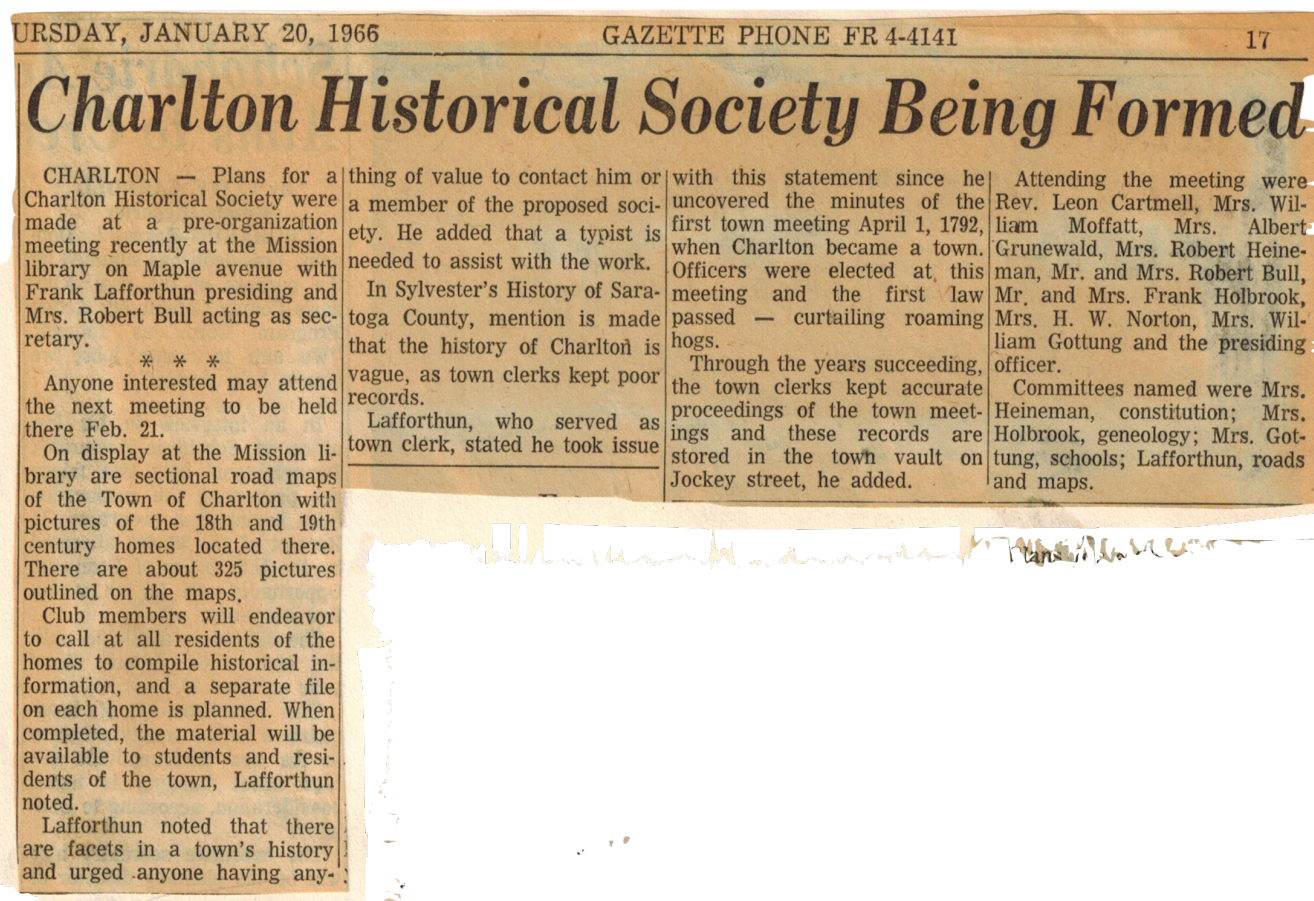 URSDAY, JANUARY 20, 1966 GAZETTE PHONE FR 4-4141 17
Charlton Historical Society Being Formed
CHARLTON — Plans for a
Charlton Historical Society were
made at a pre-organization
meeting recently at the Mission
library on Maple avenue with
Frank Lafforthun presiding and
Mrs. Robert Bull acting as sec-
retary.
* * *
Anyone interested may attend
the next meeting to be held
there Feb. 21.
On display at the Mission li-
brary are sectional road maps
of the Town of Charlton with
pictures of the 18th and 19th
century homes located there.
There are about 325 pictures
outlined on the maps.
Club members will endeavor
to call at all residents of the
homes to compile historical in-
formation, and a separate file
on each home is planned. When
completed, the material will be
available to students and resi-
dents of the town, Lafforthun
noted.
Lafforthun noted that there
are facets in a town's history
and urged anyone having any-
thing of value to contact him or
a member of the proposed soci-
ety. He added that a typist is
needed to assist with the work.
In Sylvester's History of Sara-
toga County, mention is made
that the history of Charlton is
vague, as town clerks kept poor
records.
Lafforthun, who served as
town clerk, stated he took issue
with this statement since he
uncovered the minutes of the
first town meeting April 1, 1792,
when Charlton became a town.
Officers were elected at this
meeting and the first law
passed — curtailing roaming
hogs.
Through the years succeeding,
the town clerks kept accurate
proceedings of the town meet-
ings and these records are
stored in the town vault on
Jockey street, he added.
Attending the meeting were
Rev. Leon Cartmell, Mrs. Wil-
liam Moffatt, Mrs. Albert
Grunewald, Mrs. Robert Heine-
man, Mr. and Mrs. Robert Bull,
Mr. and Mrs. Frank Holbrook,
Mrs. H. W. Norton, Mrs. Wil-
liam Gottung and the presiding
officer.
Committees named were Mrs.
Heineman, constitution; Mrs.
Holbrook, geneology; Mrs. Got-
tung, schools; Lafforthun, roads
and maps.